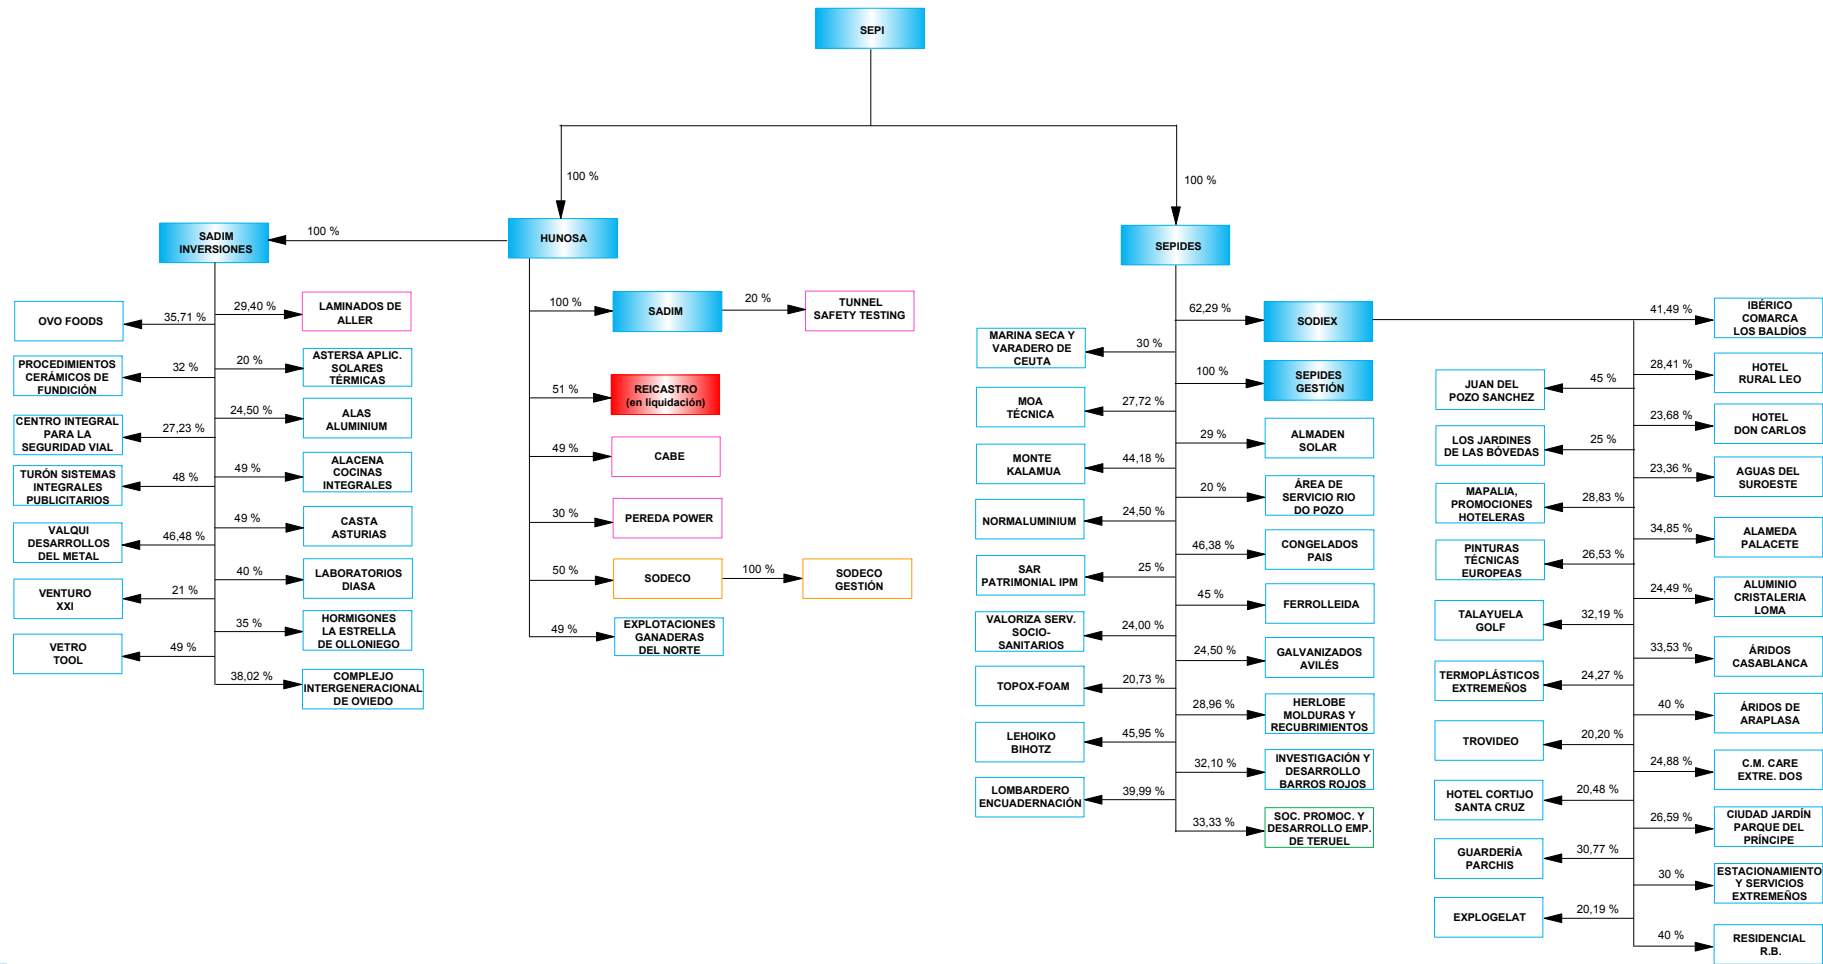 SEPI
100 %
100 %
HUNOSA
SEPIDES
100 %
SADIM
INVERSIONES
OVO FOODS
35,71 %
29,40 %
LAMINADOS DE
ALLER
PROCEDIMIENTOS
CERÁMICOS DE
FUNDICIÓN
32 %
20 %
ASTERSA APLIC.
SOLARES
TÉRMICAS
CENTRO INTEGRAL
PARA LA
SEGURIDAD VIAL
27,23 %
24,50 %
ALAS
ALUMINIUM
TURÓN SISTEMAS
INTEGRALES
PUBLICITARIOS
48 %
49 %
ALACENA
COCINAS
INTEGRALES
VALQUI
DESARROLLOS
DEL METAL
46,48 %
49 %
CASTA
ASTURIAS
VENTURO
XXI
21 %
40 %
LABORATORIOS
DIASA
VETRO
TOOL
49 %
35 %
HORMIGONES
LA ESTRELLA
DE OLLONIEGO
38,02 %
COMPLEJO
INTERGENERACIONAL
DE OVIEDO
100 %
SADIM
20 %
TUNNEL
SAFETY TESTING
51 %
REICASTRO
(en liquidación)
49 %
CABE
30 %
PEREDA POWER
50 %
SODECO
100 %
SODECO
GESTIÓN
49 %
EXPLOTACIONES
GANADERAS
DEL NORTE
62,29 %
SODIEX
MARINA SECA Y
VARADERO DE
CEUTA
30 %
100 %
SEPIDES
GESTIÓN
MOA
TÉCNICA
27,72 %
29 %
ALMADEN
SOLAR
MONTE
KALAMUA
44,18 %
20 %
ÁREA DE
SERVICIO RIO
DO POZO
NORMALUMINIUM
24,50 %
46,38 %
CONGELADOS
PAIS
SAR
PATRIMONIAL IPM
25 %
45 %
FERROLLEIDA
VALORIZA SERV.
SOCIO-
SANITARIOS
24,00 %
24,50 %
GALVANIZADOS
AVILÉS
TOPOX-FOAM
20,73 %
28,96 %
HERLOBE
MOLDURAS Y
RECUBRIMIENTOS
LEHOIKO
BIHOTZ
45,95 %
32,10 %
INVESTIGACIÓN Y
DESARROLLO
BARROS ROJOS
LOMBARDERO
ENCUADERNACIÓN
39,99 %
33,33 %
SOC. PROMOC. Y
DESARROLLO EMP.
DE TERUEL
41,49 %
IBÉRICO
COMARCA
LOS BALDÍOS
JUAN DEL
POZO SANCHEZ
45 %
28,41 %
HOTEL
RURAL LEO
LOS JARDINES
DE LAS BÓVEDAS
25 %
23,68 %
HOTEL
DON CARLOS
MAPALIA,
PROMOCIONES
HOTELERAS
28,83 %
23,36 %
AGUAS DEL
SUROESTE
PINTURAS
TÉCNICAS
EUROPEAS
26,53 %
34,85 %
ALAMEDA
PALACETE
TALAYUELA
GOLF
32,19 %
24,49 %
ALUMINIO
CRISTALERIA
LOMA
TERMOPLÁSTICOS
EXTREMEÑOS
24,27 %
33,53 %
ÁRIDOS
CASABLANCA
TROVIDEO
20,20 %
40 %
ÁRIDOS DE
ARAPLASA
HOTEL CORTIJO
SANTA CRUZ
20,48 %
24,88 %
C.M. CARE
EXTRE. DOS
GUARDERÍA
PARCHIS
30,77 %
26,59 %
CIUDAD JARDÍN
PARQUE DEL
PRÍNCIPE
EXPLOGELAT
20,19 %
30 %
ESTACIONAMIENTO
Y SERVICIOS
EXTREMEÑOS
40 %
RESIDENCIAL
R.B.